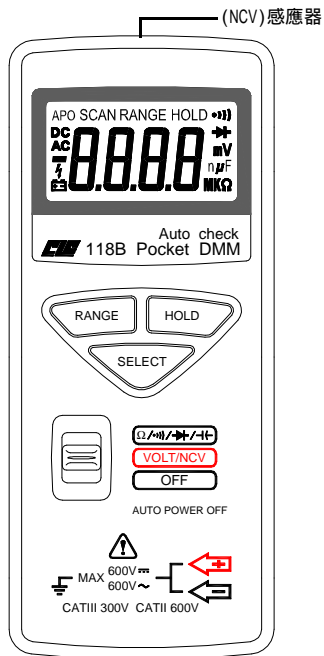 (NCV)感應器
APO SCAN RANGE HOLD
DC
AC
8.8.8.8
mV
nµF
MKΩ
Auto check
118B Pocket DMM
RANGE
HOLD
SELECT
Ω/•)))/➔|/⊣⊢
VOLT/NCV
OFF
AUTO POWER OFF
MAX 600V⎓
600V~
+
−
CATIII 300V CATII 600V